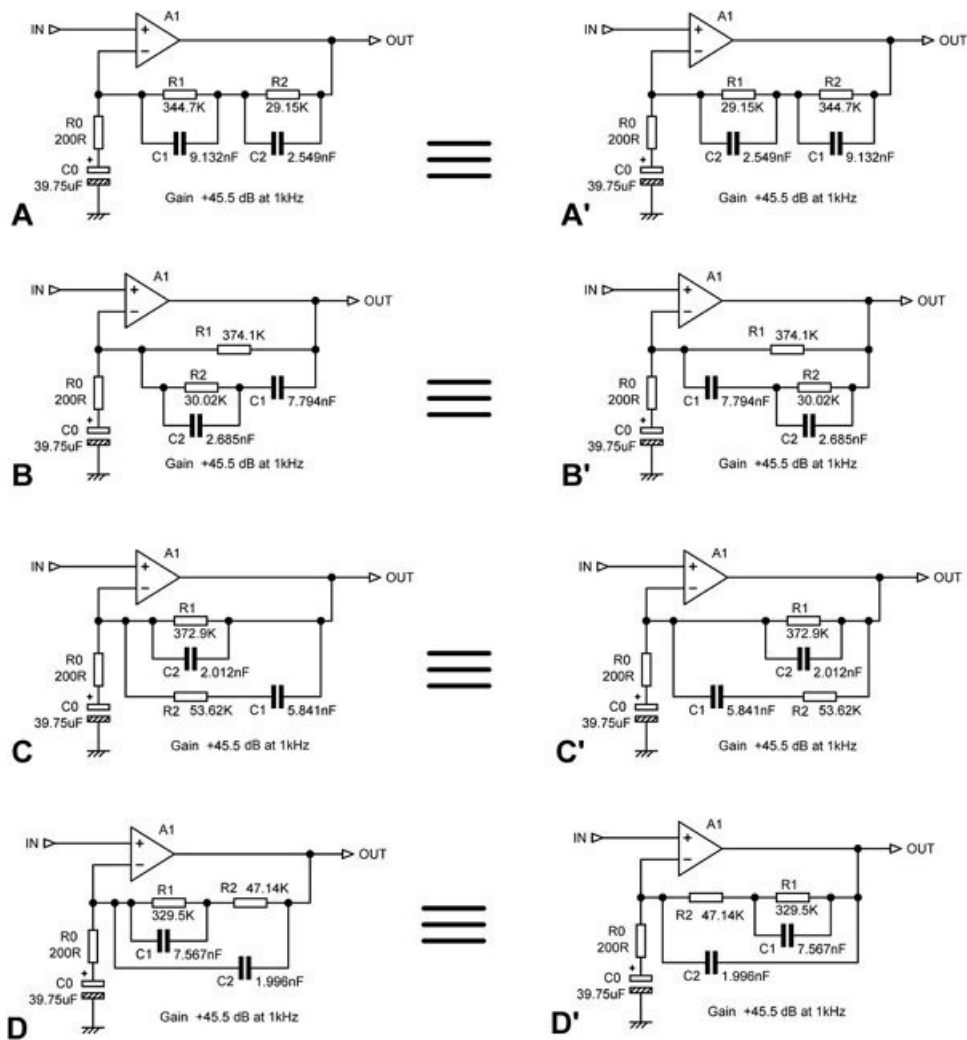 A1
IN
OUT
R1
344.7K
R2
29.15K
R0
200R
C1 9.132nF
C2 2.549nF
+
C0
39.75uF
Gain +45.5 dB at 1kHz
A
A1
IN
OUT
R1
29.15K
R2
344.7K
R0
200R
C2 2.549nF
C1 9.132nF
+
C0
39.75uF
Gain +45.5 dB at 1kHz
A'
A1
IN
OUT
R1 374.1K
R2
30.02K
C1 7.794nF
R0
200R
C2 2.685nF
+
C0
39.75uF
Gain +45.5 dB at 1kHz
B
A1
IN
OUT
R1
374.1K
R2
30.02K
C1 7.794nF
R0
200R
C2 2.685nF
+
C0
39.75uF
Gain +45.5 dB at 1kHz
B'
A1
IN
OUT
R1
372.9K
R0
200R
C2 2.012nF
R2 53.62K
C1 5.841nF
+
C0
39.75uF
Gain +45.5 dB at 1kHz
C
A1
IN
OUT
R1
372.9K
R0
200R
C2 2.012nF
C1 5.841nF
R2 53.62K
+
C0
39.75uF
Gain +45.5 dB at 1kHz
C'
A1
IN
OUT
R1
329.5K
R2 47.14K
R0
200R
C1 7.567nF
C2 1.996nF
+
C0
39.75uF
Gain +45.5 dB at 1kHz
D
A1
IN
OUT
R2 47.14K
R1
329.5K
R0
200R
C1 7.567nF
C2 1.996nF
+
C0
39.75uF
Gain +45.5 dB at 1kHz
D'